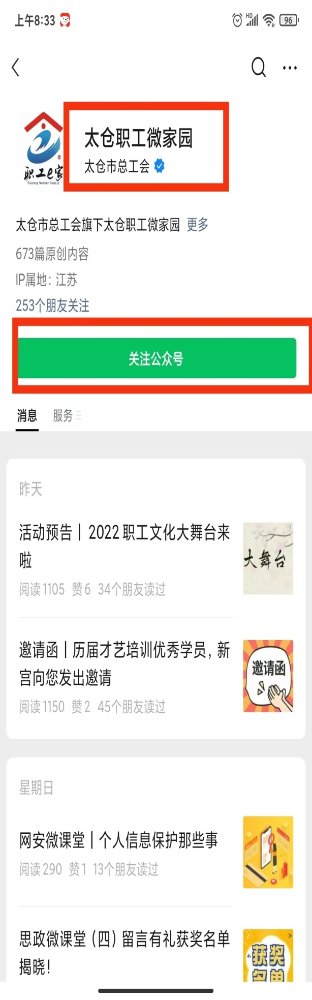 上午8:33
HD
96
职工e家
Taicang Worker Family
太仓职工微家园
太仓市总工会
太仓市总工会旗下太仓职工微家园 更多
673篇原创内容
IP属地：江苏
253个朋友关注
关注公众号
消息 服务
昨天
活动预告丨 2022 职工文化大舞台来
啦
阅读 1105 赞 6 34个朋友读过
大舞台
邀请函丨历届才艺培训优秀学员，新
宫向您发出邀请
阅读 1150 赞 2 45个朋友读过
邀请函
星期日
网安微课堂丨个人信息保护那些事
阅读 290 赞 1 13个朋友读过
思政微课堂（四）留言有礼获奖名单
揭晓！
获奖
名单